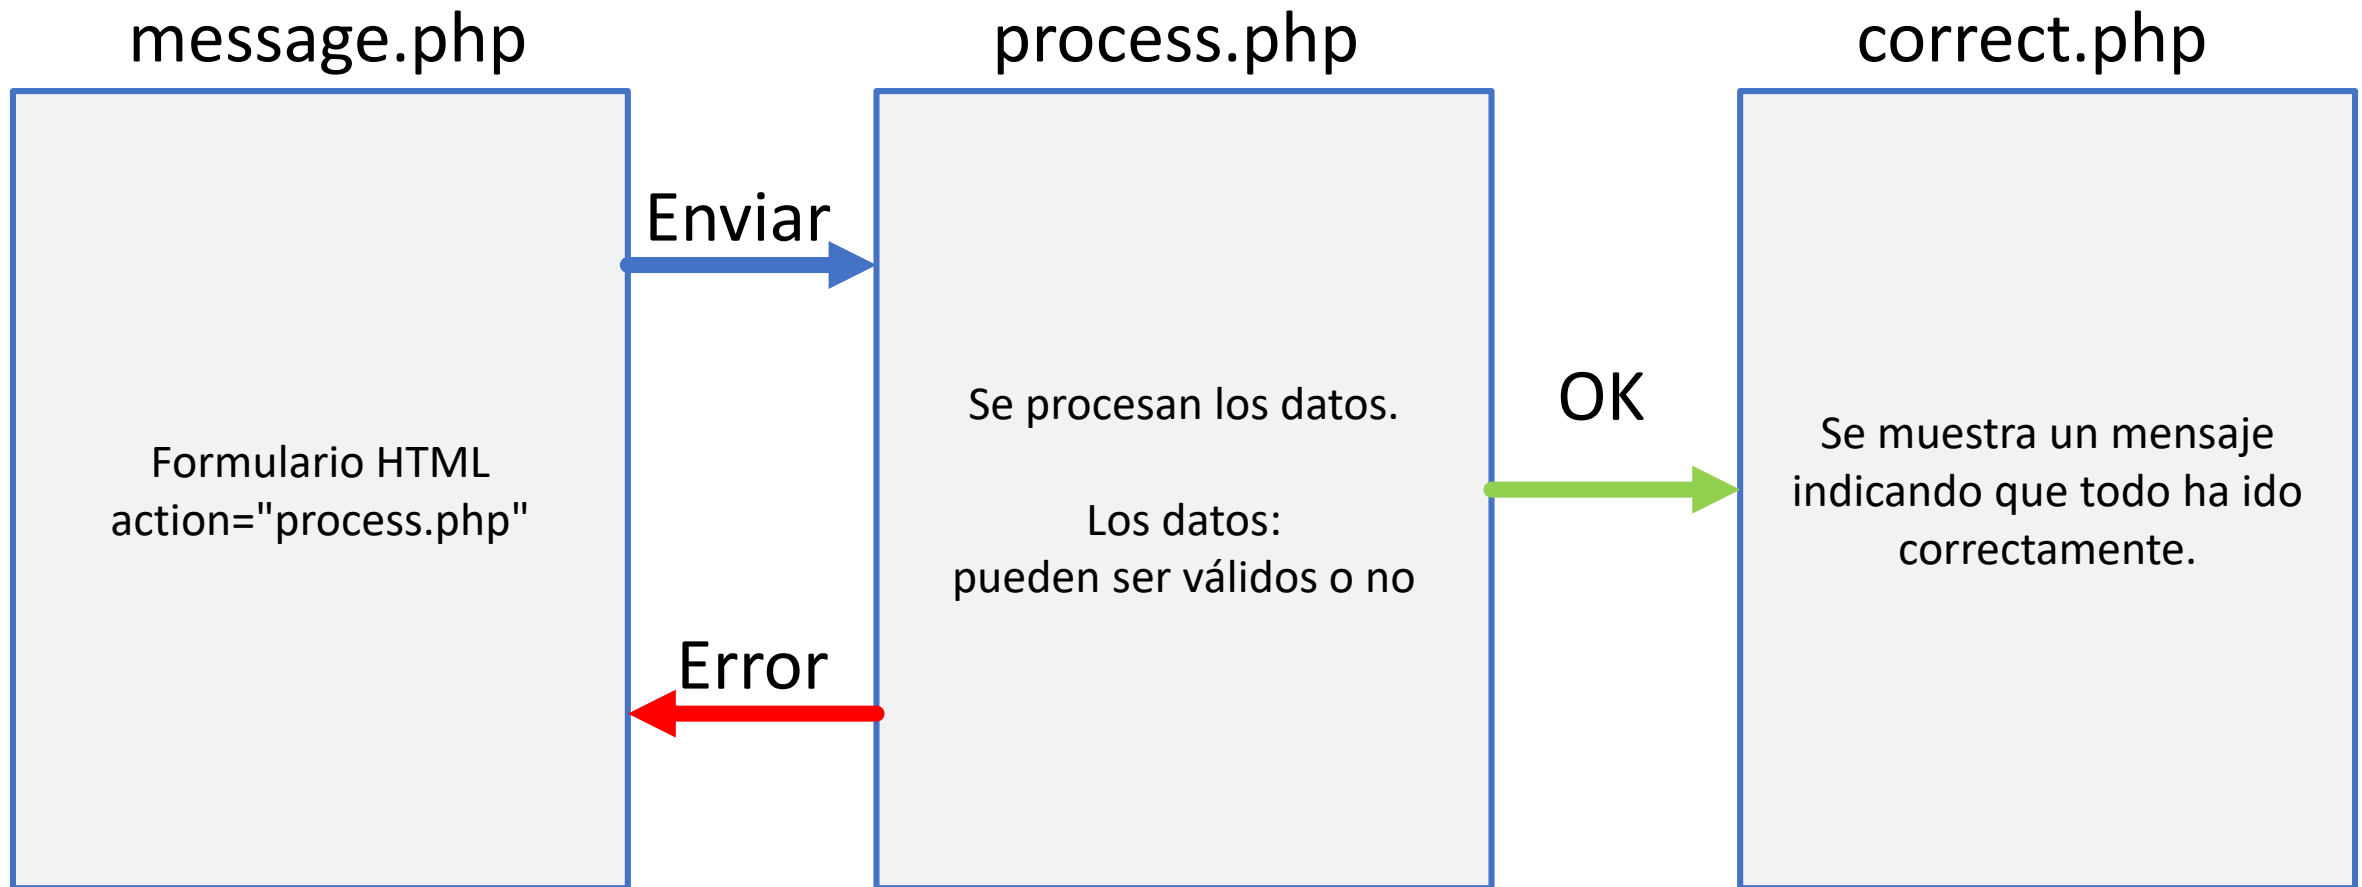 message.php
process.php
correct.php
Formulario HTML
action="process.php"
Enviar
Error
Se procesan los datos.
Los datos:
pueden ser válidos o no
OK
Se muestra un mensaje
indicando que todo ha ido
correctamente.